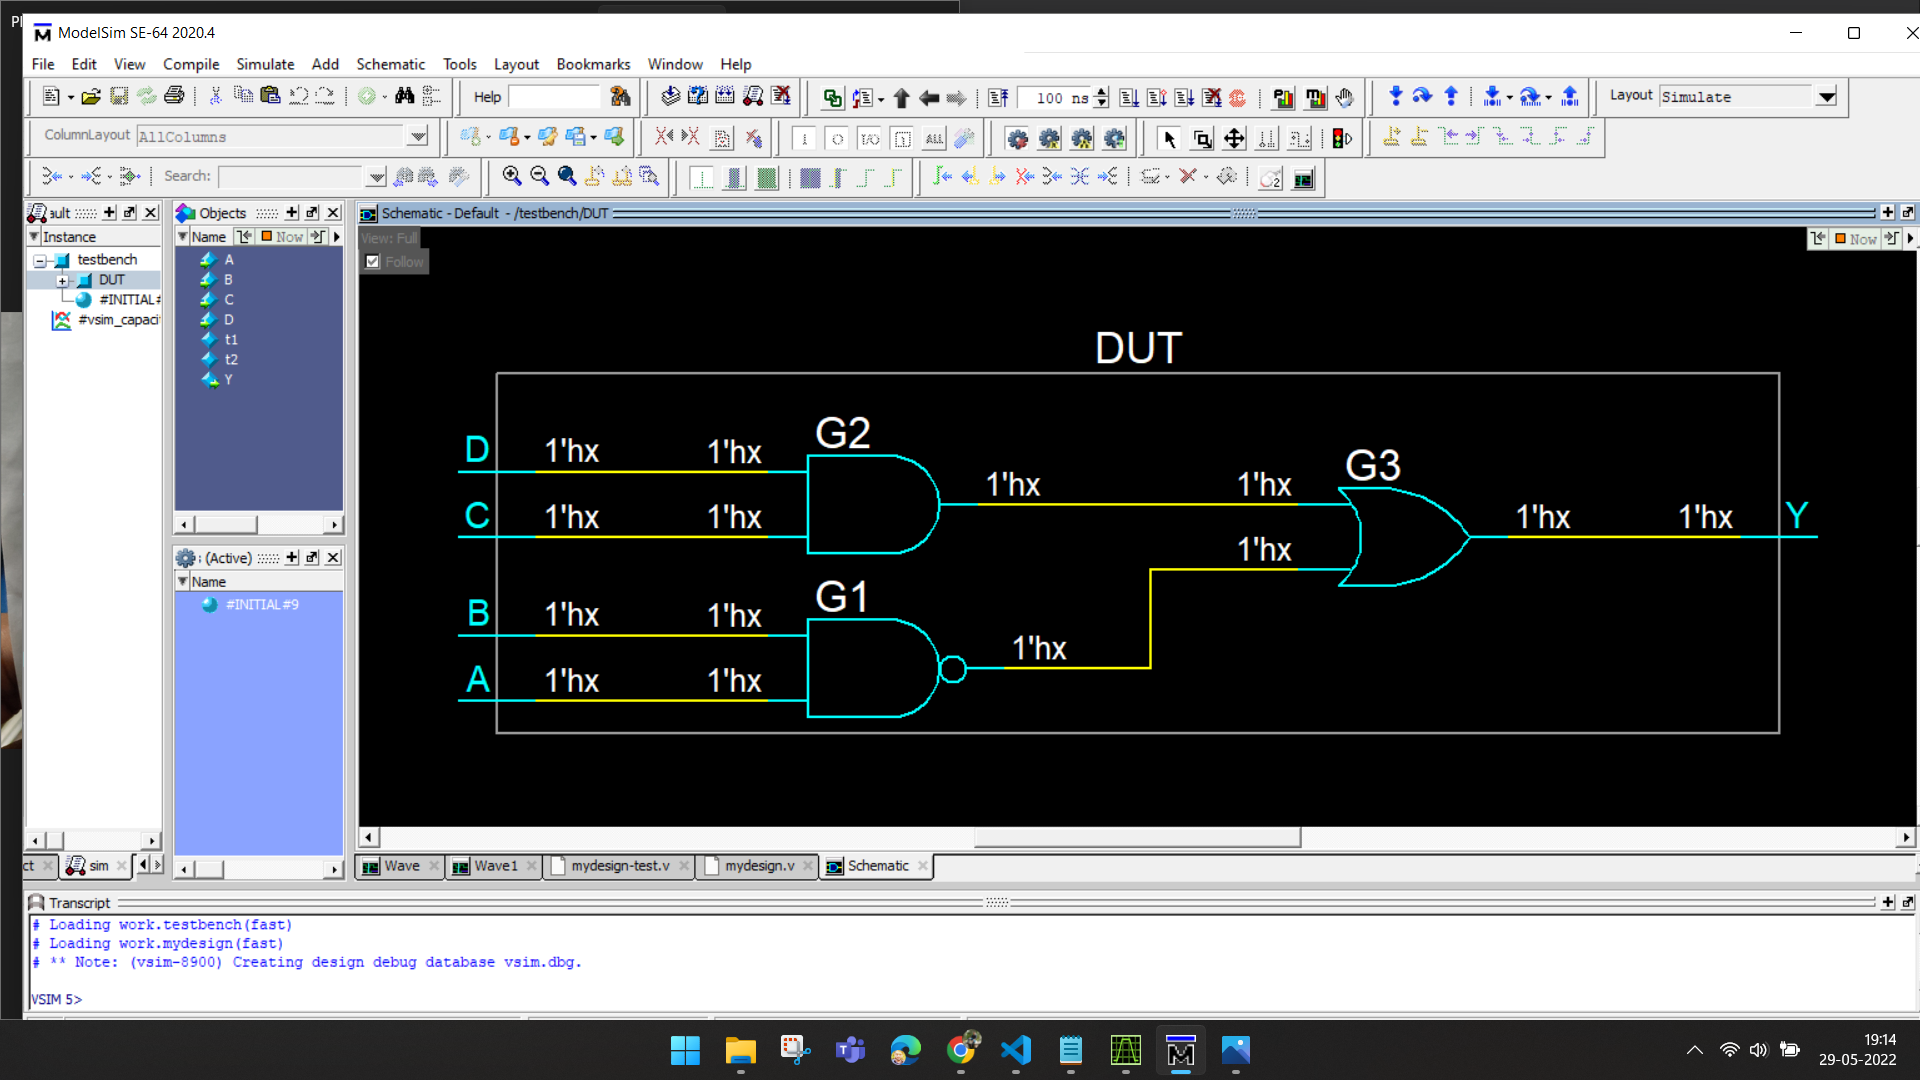 Pl
ModelSim SE-64 2020.4
File Edit View Compile Simulate Add Schematic Tools Layout Bookmarks Window Help
Help
100 ns
Layout Simulate
ColumnLayout AllColumns
I O I/O ALL
Search:
ault
Objects
Schematic - Default - /testbench/DUT
Instance
Name
Now
View: Full
Now
testbench
A
Follow
DUT
B
#INITIAL#
C
#vsim_capacit
D
t1
t2
Y
DUT
G2
D 1'hx 1'hx
G3
1'hx 1'hx
C 1'hx 1'hx
1'hx 1'hx Y
1'hx
G1
B 1'hx 1'hx
1'hx
A 1'hx 1'hx
: (Active)
Name
#INITIAL#9
ct
sim
Wave
Wave1
mydesign-test.v
mydesign.v
Schematic
Transcript
# Loading work.testbench(fast)
# Loading work.mydesign(fast)
# ** Note: (vsim-8900) Creating design debug database vsim.dbg.
VSIM 5>
19:14
29-05-2022